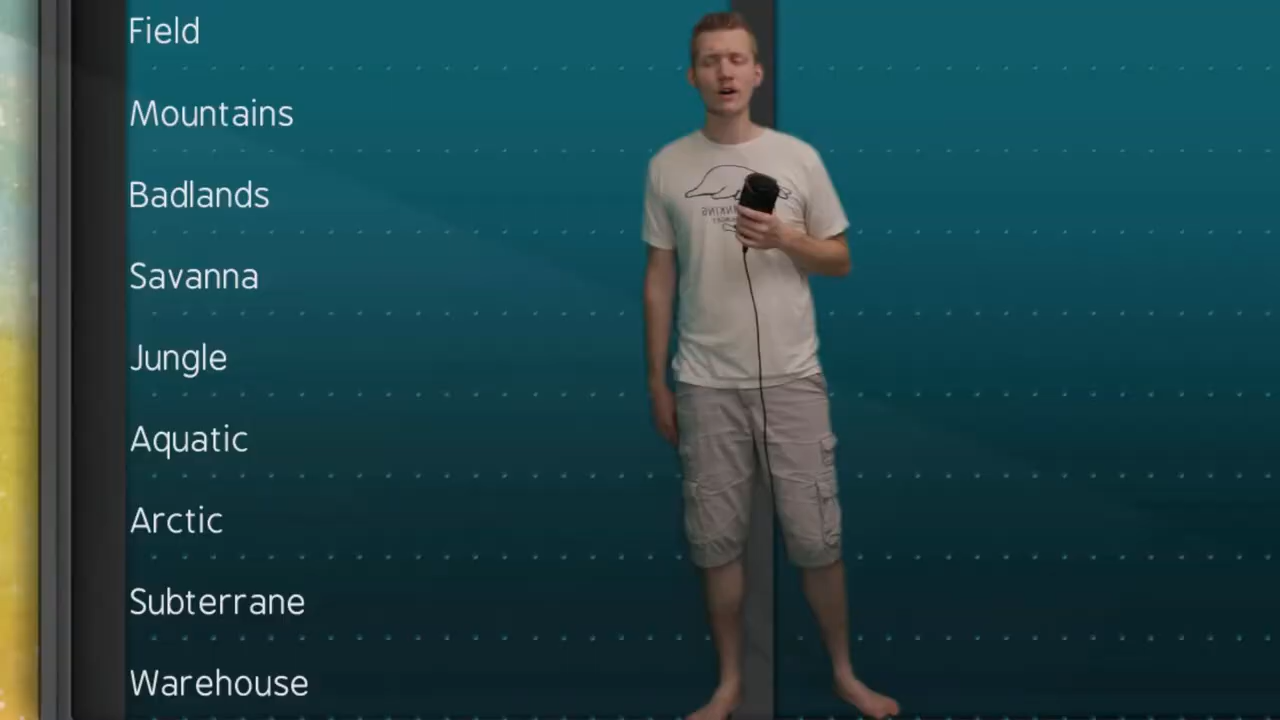 Field
Mountains
Badlands
Savanna
Jungle
Aquatic
Arctic
Subterrane
Warehouse